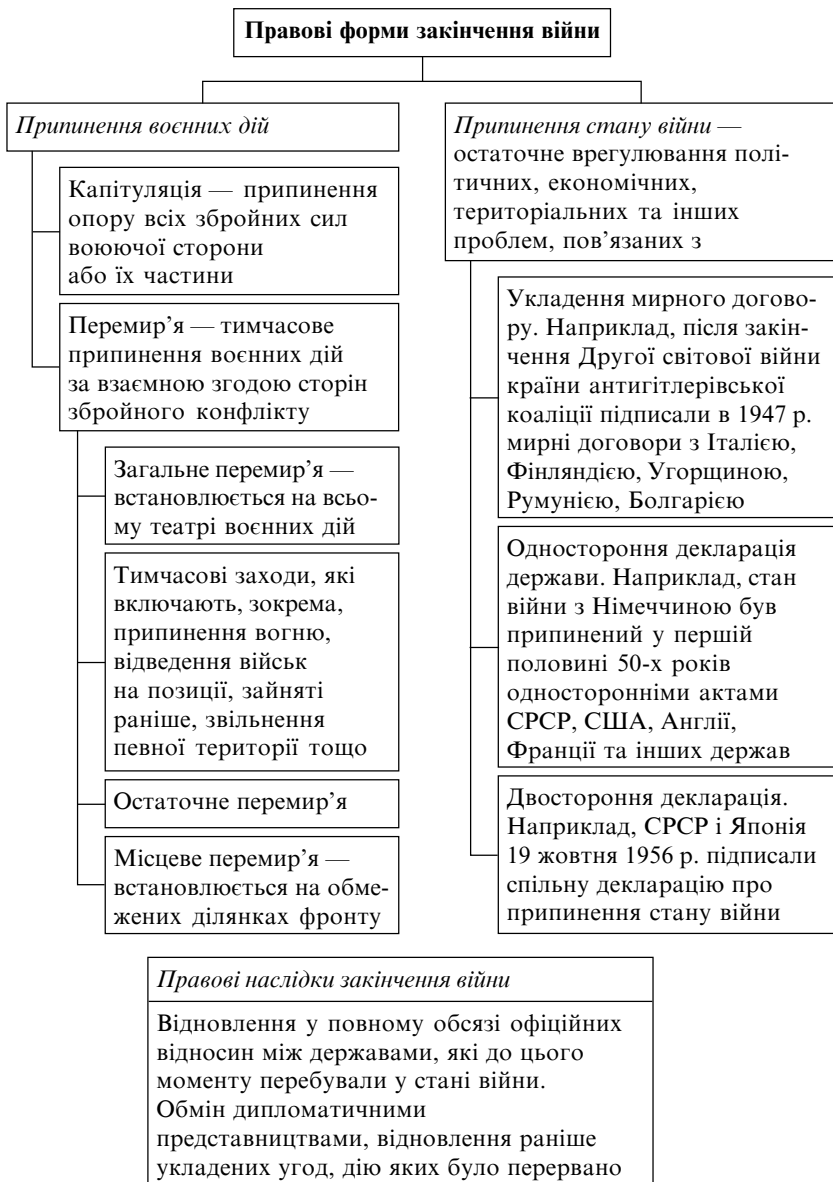 Правові форми закінчення війни
Припинення воєнних дій
Капітуляція — припинення
опору всіх збройних сил
воюючої сторони
або їх частини
Перемир’я — тимчасове
припинення воєнних дій
за взаємною згодою сторін
збройного конфлікту
Загальне перемир’я —
встановлюється на всьо-
му театрі воєнних дій
Тимчасові заходи, які
включають, зокрема,
припинення вогню,
відведення військ
на позиції, зайняті
раніше, звільнення
певної території тощо
Остаточне перемир’я
Місцеве перемир’я —
встановлюється на обме-
жених ділянках фронту
Припинення стану війни —
остаточне врегулювання полі-
тичних, економічних,
територіальних та інших
проблем, пов’язаних з
Укладення мирного догово-
ру. Наприклад, після закін-
чення Другої світової війни
країни антигітлерівської
коаліції підписали в 1947 р.
мирні договори з Італією,
Фінляндією, Угорщиною,
Румунією, Болгарією
Одностороння декларація
держави. Наприклад, стан
війни з Німеччиною був
припинений у першій
половині 50-х років
односторонніми актами
СРСР, США, Англії,
Франції та інших держав
Двостороння декларація.
Наприклад, СРСР і Японія
19 жовтня 1956 р. підписали
спільну декларацію про
припинення стану війни
Правові наслідки закінчення війни
Відновлення у повному обсязі офіційних
відносин між державами, які до цього
моменту перебували у стані війни.
Обмін дипломатичними
представництвами, відновлення раніше
укладених угод, дію яких було перервано